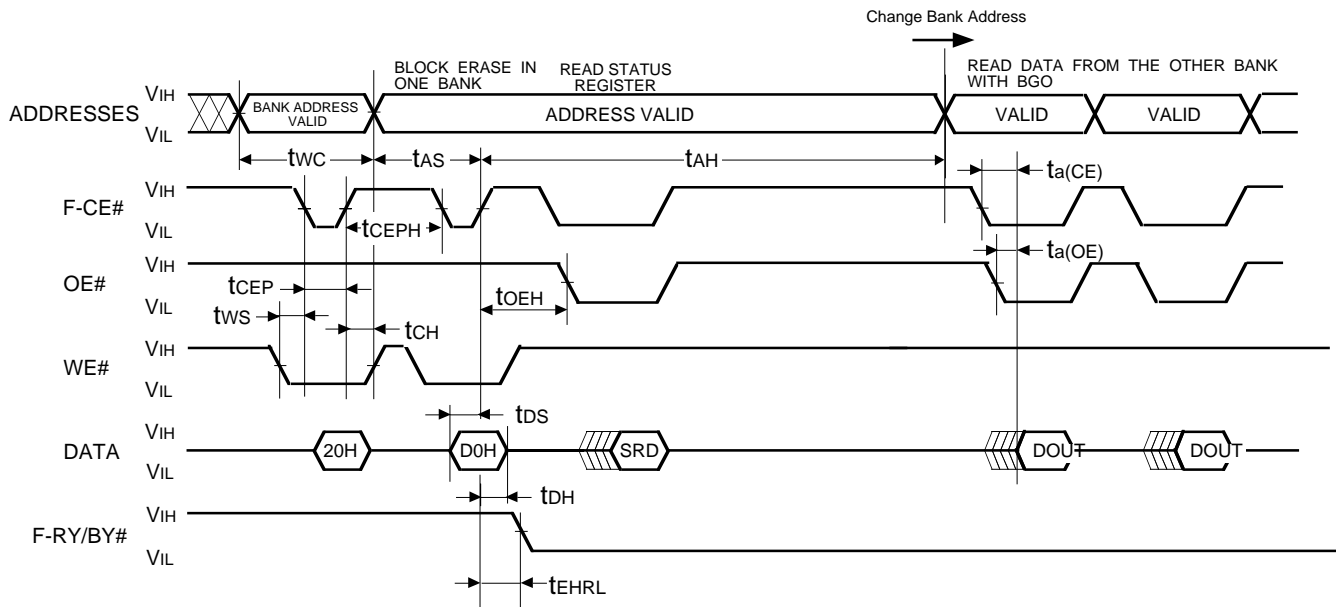 Change Bank Address
BLOCK ERASE IN
ONE BANK
READ STATUS
REGISTER
READ DATA FROM THE OTHER BANK
WITH BGO
ADDRESSES
VIH
VIL
BANK ADDRESS
VALID
ADDRESS VALID
VALID
VALID
tWC
tAS
tAH
ta(CE)
F-CE#
VIH
VIL
tCEPH
ta(OE)
OE#
VIH
VIL
tCEP
tOEH
tWS
tCH
WE#
VIH
VIL
tDS
DATA
VIH
VIL
20H
D0H
SRD
DOUT
DOUT
tDH
F-RY/BY#
VIH
VIL
tEHRL